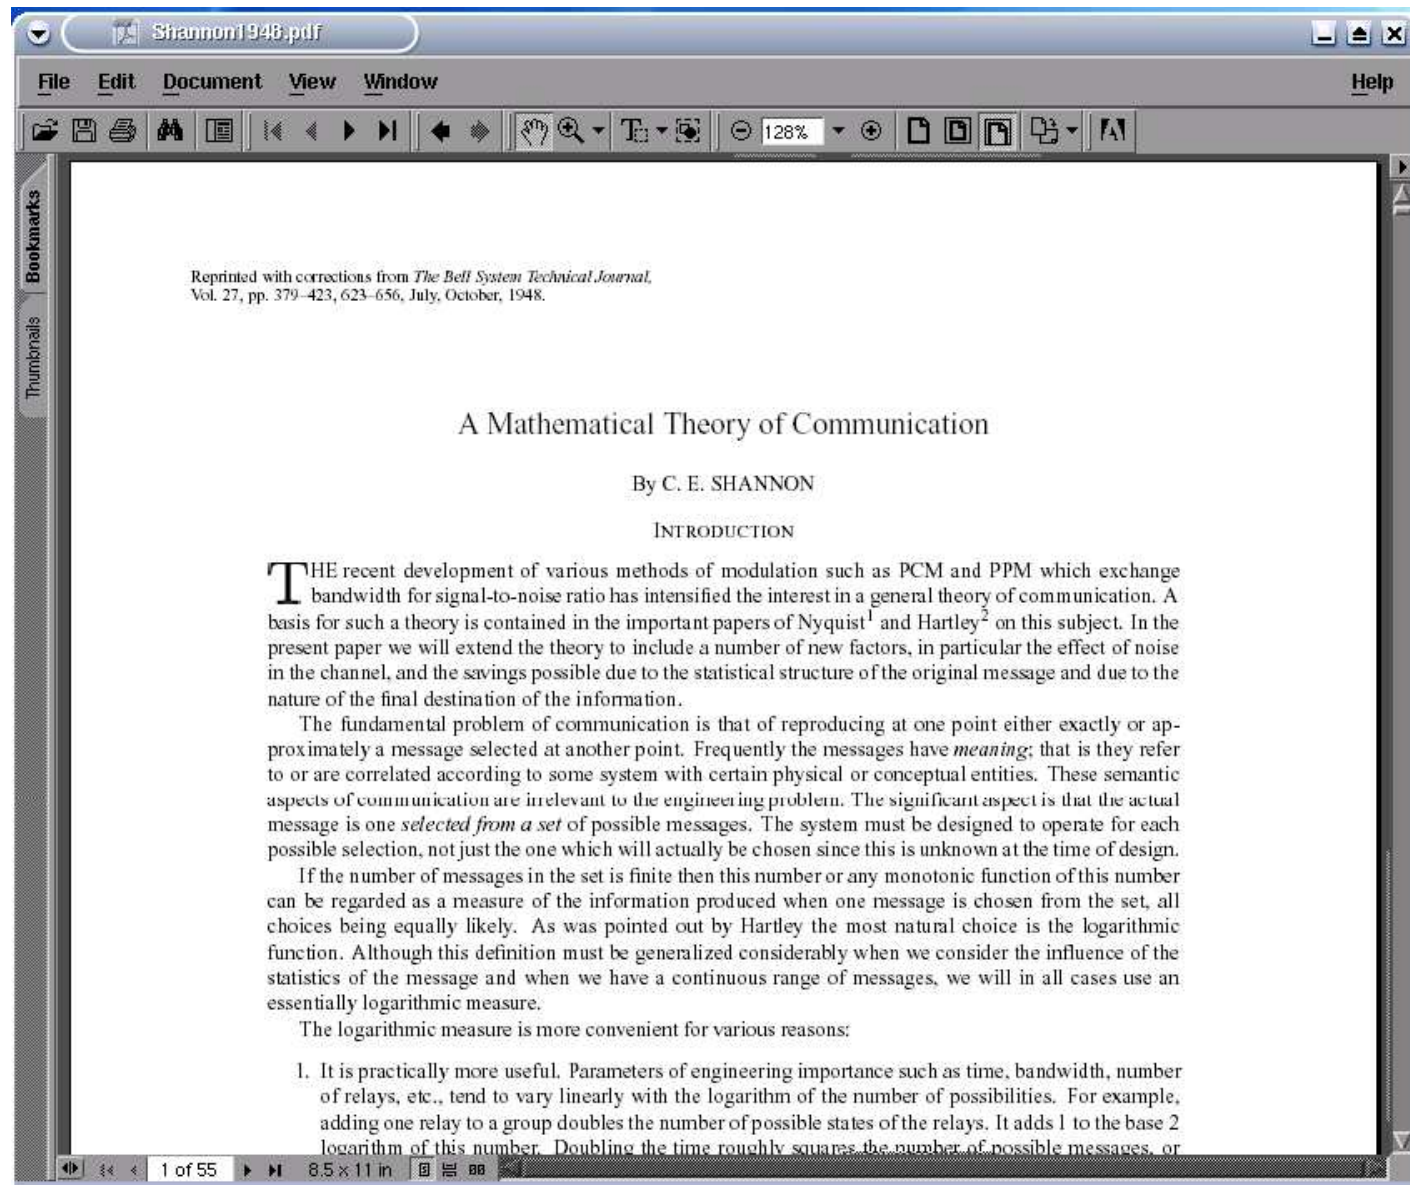 Shannon1948.pdf
File Edit Document View Window Help
128%
Bookmarks
Thumbnails
Reprinted with corrections from The Bell System Technical Journal,
Vol. 27, pp. 379–423, 623–656, July, October, 1948.
A Mathematical Theory of Communication
By C. E. SHANNON
INTRODUCTION
THE recent development of various methods of modulation such as PCM and PPM which exchange
bandwidth for signal-to-noise ratio has intensified the interest in a general theory of communication. A
basis for such a theory is contained in the important papers of Nyquist1 and Hartley2 on this subject. In the
present paper we will extend the theory to include a number of new factors, in particular the effect of noise
in the channel, and the savings possible due to the statistical structure of the original message and due to the
nature of the final destination of the information.
The fundamental problem of communication is that of reproducing at one point either exactly or ap-
proximately a message selected at another point. Frequently the messages have meaning; that is they refer
to or are correlated according to some system with certain physical or conceptual entities. These semantic
aspects of communication are irrelevant to the engineering problem. The significant aspect is that the actual
message is one selected from a set of possible messages. The system must be designed to operate for each
possible selection, not just the one which will actually be chosen since this is unknown at the time of design.
If the number of messages in the set is finite then this number or any monotonic function of this number
can be regarded as a measure of the information produced when one message is chosen from the set, all
choices being equally likely. As was pointed out by Hartley the most natural choice is the logarithmic
function. Although this definition must be generalized considerably when we consider the influence of the
statistics of the message and when we have a continuous range of messages, we will in all cases use an
essentially logarithmic measure.
The logarithmic measure is more convenient for various reasons:
1. It is practically more useful. Parameters of engineering importance such as time, bandwidth, number
of relays, etc., tend to vary linearly with the logarithm of the number of possibilities. For example,
adding one relay to a group doubles the number of possible states of the relays. It adds 1 to the base 2
logarithm of this number. Doubling the time roughly squares the number of possible messages, or
1 of 55 8.5 x 11 in